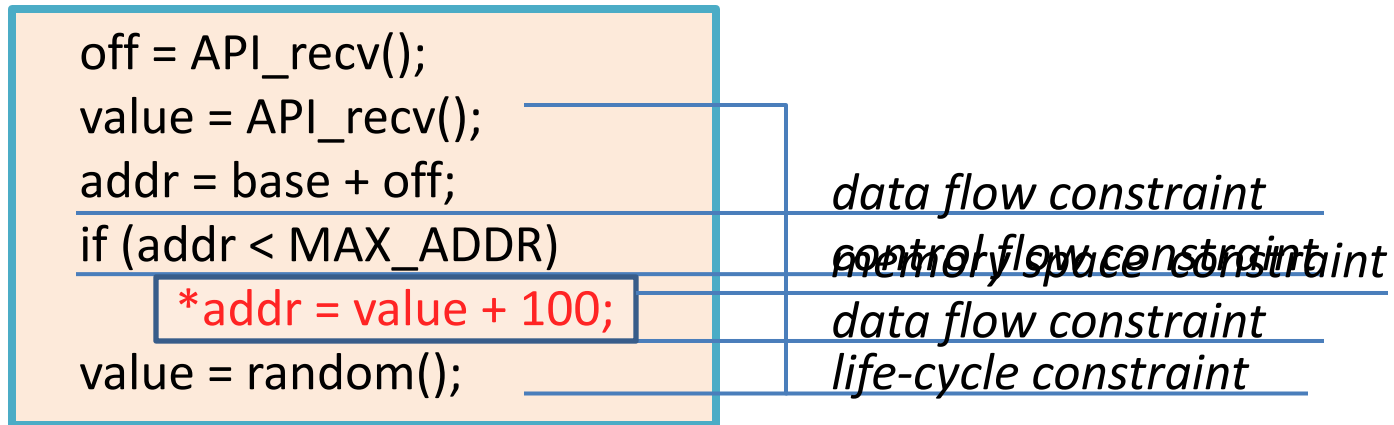 off = API_recv();
value = API_recv();
addr = base + off;
data flow constraint
if (addr < MAX_ADDR)
control flow constraint
memory space constraint
*addr = value + 100;
data flow constraint
value = random();
life-cycle constraint